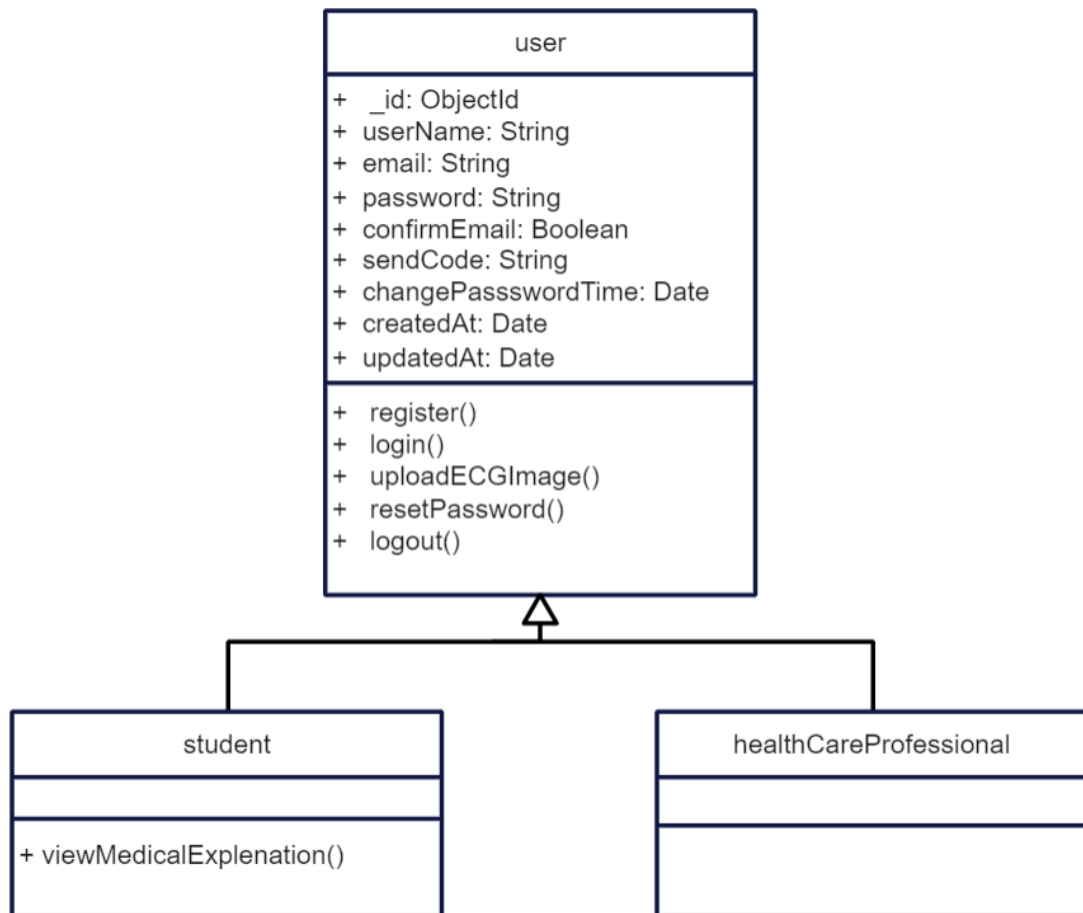 user
+ _id: ObjectId
+ userName: String
+ email: String
+ password: String
+ confirmEmail: Boolean
+ sendCode: String
+ changePassswordTime: Date
+ createdAt: Date
+ updatedAt: Date
+ register()
+ login()
+ uploadECGImage()
+ resetPassword()
+ logout()
student
healthCareProfessional
+ viewMedicalExplenation()